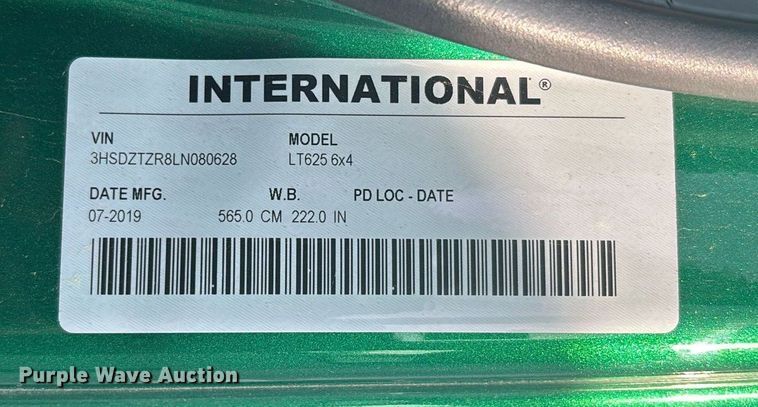 INTERNATIONAL®
VIN MODEL
3HSDZTZR8LN080628 LT625 6x4
DATE MFG. W.B. PD LOC - DATE
07-2019 565.0 CM 222.0 IN
Purple Wave Auction